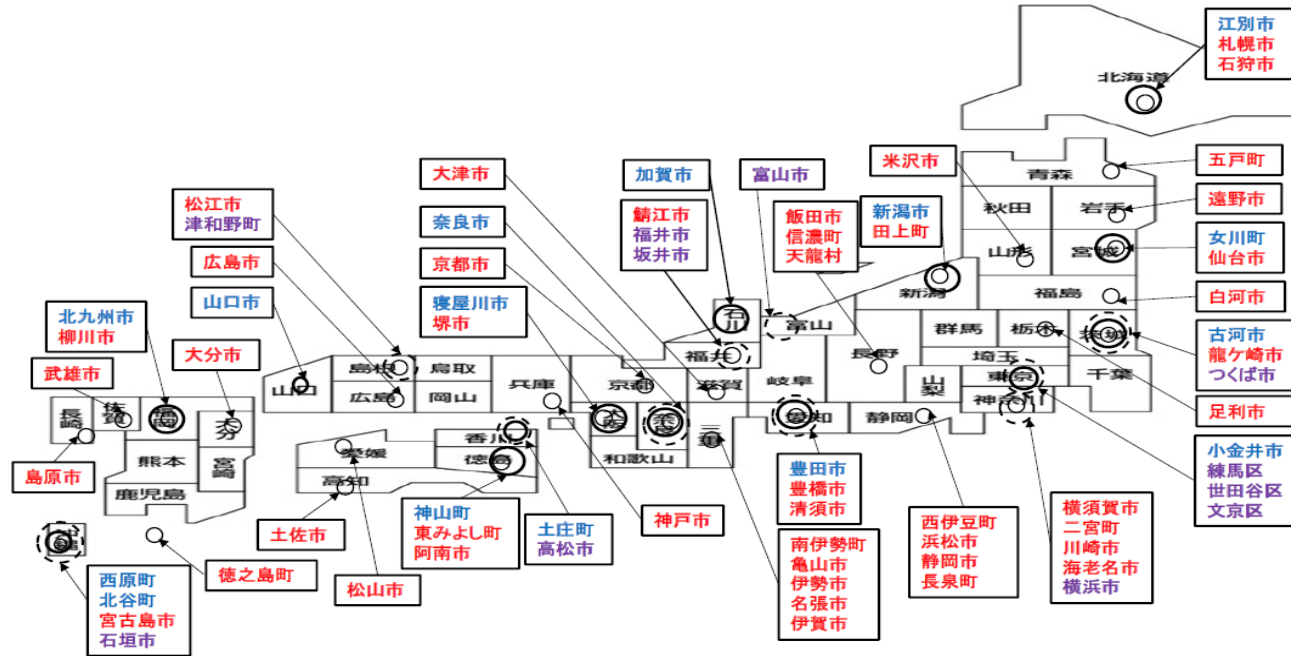 江別市
札幌市
石狩市
北海道
五戸町
青森
米沢市
秋田
岩手
遠野市
山形
宮城
女川町
仙台市
福島
白河市
新潟市
田上町
新潟
飯田市
信濃町
天龍村
富山市
加賀市
鯖江市
福井市
坂井市
大津市
奈良市
京都市
寝屋川市
堺市
松江市
津和野町
広島市
山口市
北九州市
柳川市
大分市
武雄市
石川
富山
福井
長野
群馬
栃木
茨城
埼玉
東京
千葉
山梨
神奈川
古河市
龍ケ崎市
つくば市
足利市
小金井市
練馬区
世田谷区
文京区
横須賀市
二宮町
川崎市
海老名市
横浜市
静岡
西伊豆町
浜松市
静岡市
長泉町
愛知
豊田市
豊橋市
清須市
岐阜
滋賀
三重
南伊勢町
亀山市
伊勢市
名張市
伊賀市
京都
奈良
大阪
和歌山
兵庫
神戸市
鳥取
島根
岡山
広島
山口
香川
徳島
愛媛
高知
土庄町
高松市
神山町
東みよし町
阿南市
松山市
土佐市
福岡
佐賀
長崎
大分
熊本
宮崎
鹿児島
島原市
徳之島町
沖縄
西原町
北谷町
宮古島市
石垣市